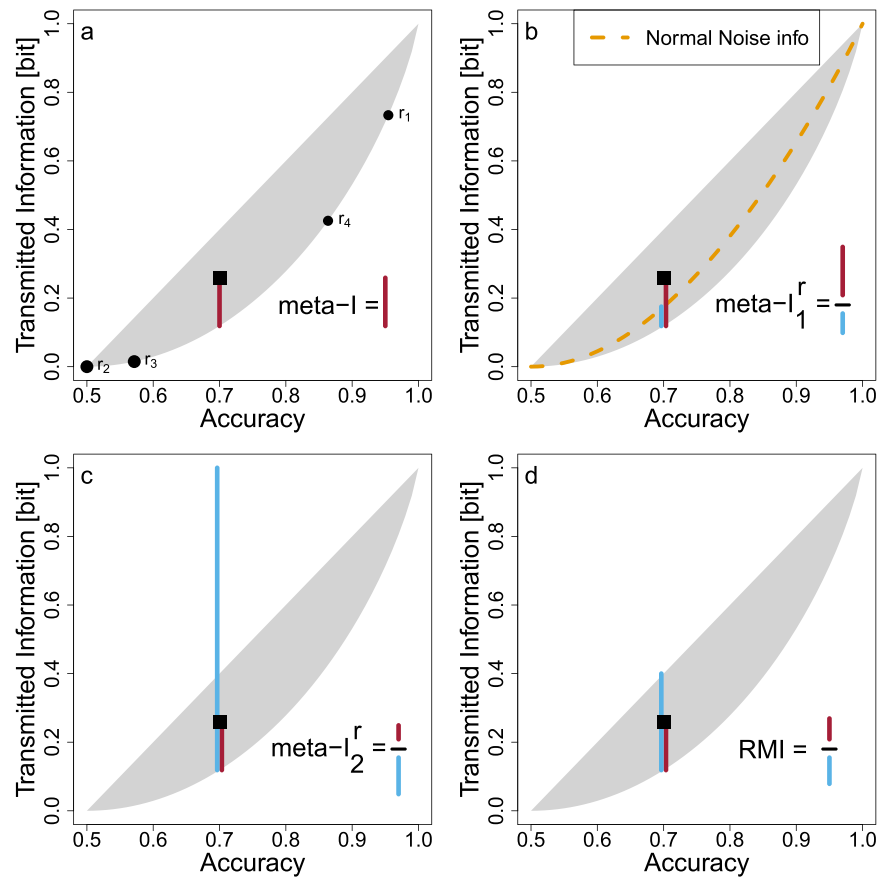 a
Transmitted Information [bit]
1.0
0.8
0.6
0.4
0.2
0.0
r1
r4
r3
r2
meta−I =
0.5 0.6 0.7 0.8 0.9 1.0
Accuracy
b
Normal Noise info
Transmitted Information [bit]
1.0
0.8
0.6
0.4
0.2
0.0
meta−I r 1 =
0.5 0.6 0.7 0.8 0.9 1.0
Accuracy
c
Transmitted Information [bit]
1.0
0.8
0.6
0.4
0.2
0.0
meta−I r 2 =
0.5 0.6 0.7 0.8 0.9 1.0
Accuracy
d
Transmitted Information [bit]
1.0
0.8
0.6
0.4
0.2
0.0
RMI =
0.5 0.6 0.7 0.8 0.9 1.0
Accuracy